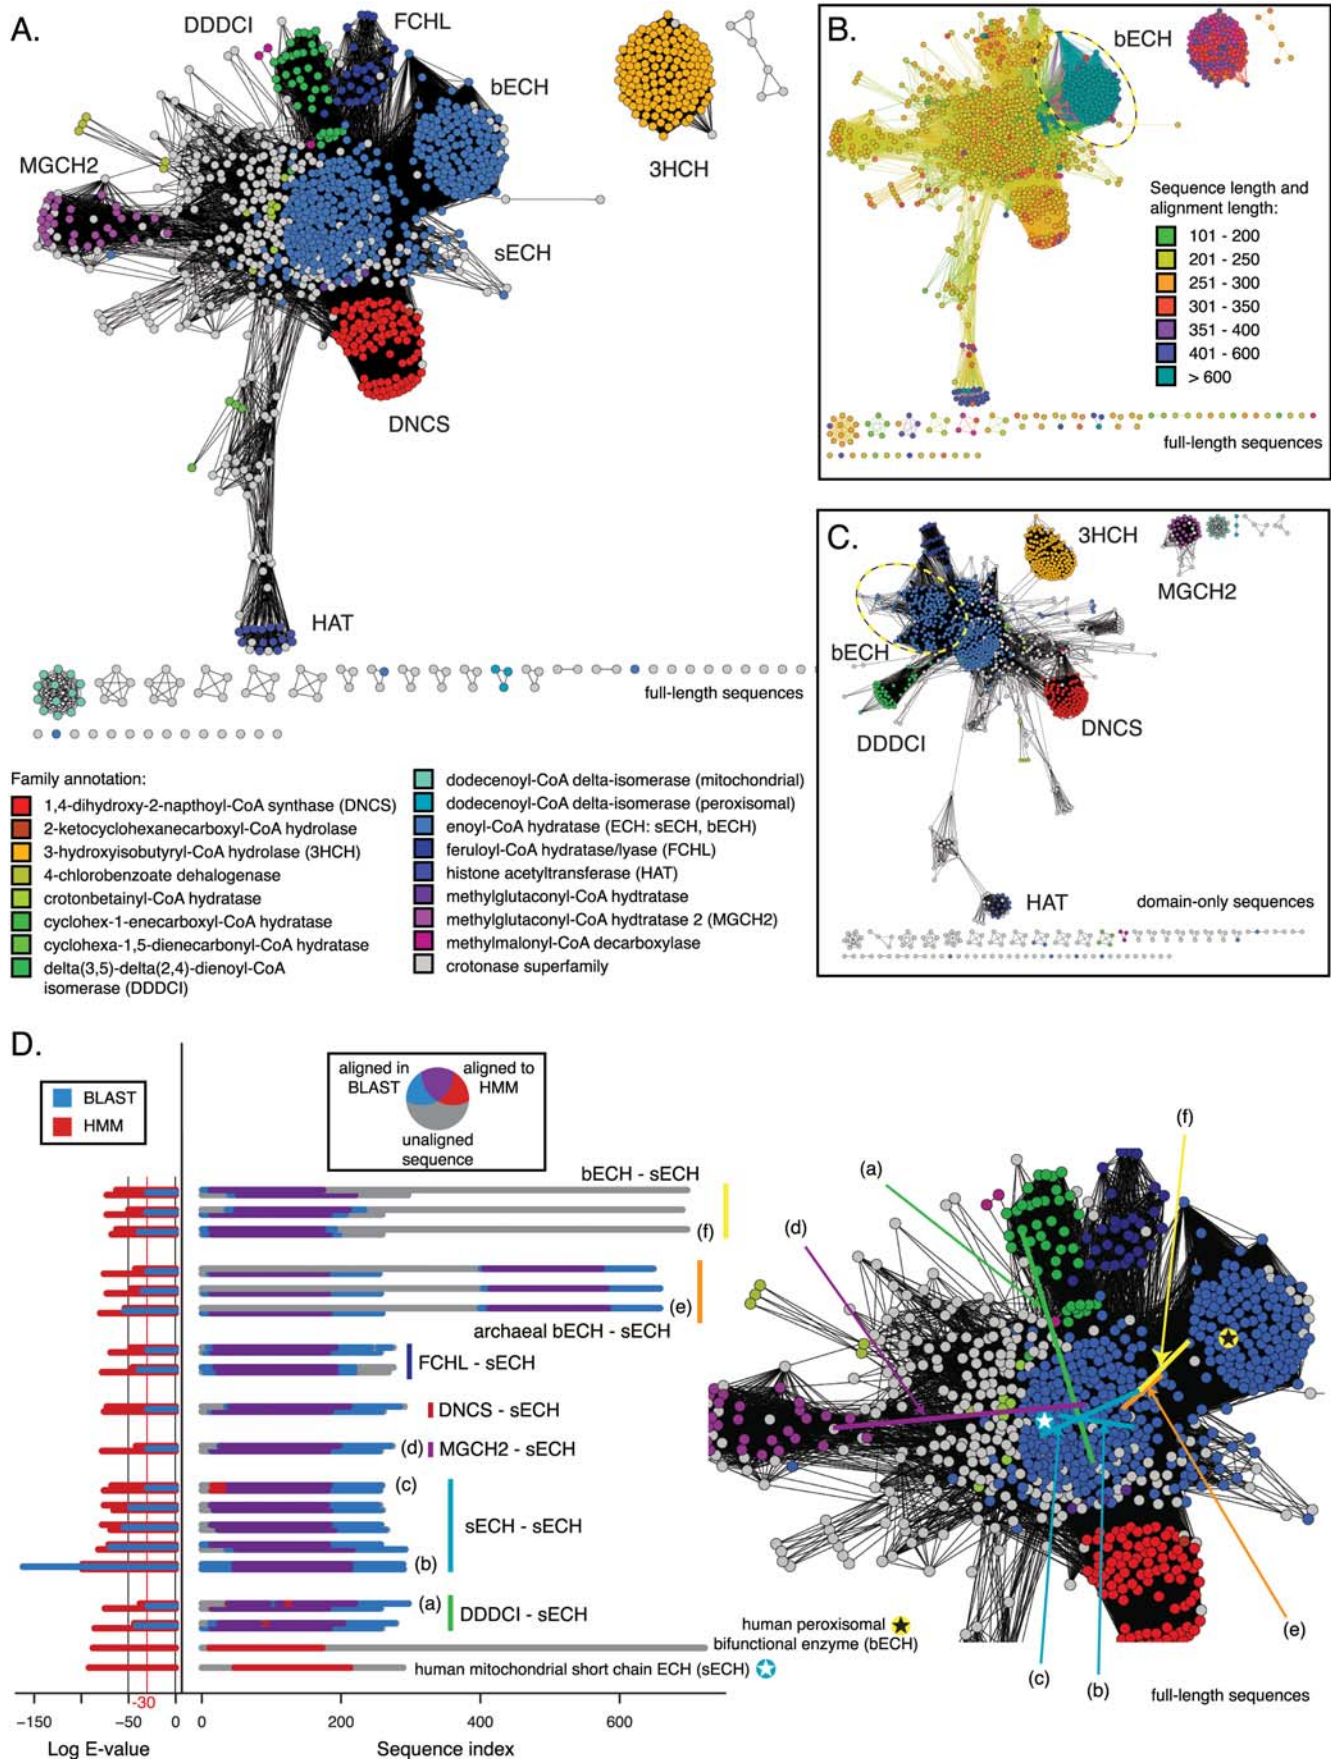 A.
DDDCI
FCHL
bECH
3HCH
MGCH2
sECH
DNCS
HAT
full-length sequences
Family annotation:
1,4-dihydroxy-2-napthoyl-CoA synthase (DNCS)
2-ketocyclohexanecarboxyl-CoA hydrolase
3-hydroxyisobutyryl-CoA hydrolase (3HCH)
4-chlorobenzoate dehalogenase
crotonbetainyl-CoA hydratase
cyclohex-1-enecarboxyl-CoA hydratase
cyclohexa-1,5-dienecarbonyl-CoA hydratase
delta(3,5)-delta(2,4)-dienoyl-CoA
isomerase (DDDCI)
dodecenoyl-CoA delta-isomerase (mitochondrial)
dodecenoyl-CoA delta-isomerase (peroxisomal)
enoyl-CoA hydratase (ECH: sECH, bECH)
feruloyl-CoA hydratase/lyase (FCHL)
histone acetyltransferase (HAT)
methylglutaconyl-CoA hydtratase
methylglutaconyl-CoA hydtratase 2 (MGCH2)
methylmalonyl-CoA decarboxylase
crotonase superfamily
B.
bECH
Sequence length and
alignment length:
101 - 200
201 - 250
251 - 300
301 - 350
351 - 400
401 - 600
> 600
full-length sequences
C.
3HCH
MGCH2
bECH
DDDCI
DNCS
HAT
domain-only sequences
D.
BLAST
HMM
aligned in
BLAST
aligned to
HMM
unaligned
sequence
bECH - sECH
(f)
(e)
archaeal bECH - sECH
FCHL - sECH
DNCS - sECH
(d)
MGCH2 - sECH
(c)
sECH - sECH
(b)
(a)
DDDCI - sECH
human peroxisomal
bifunctional enzyme (bECH)
human mitochondrial short chain ECH (sECH)
-30
−150
−50
0
0
200
400
600
Log E-value
Sequence index
(f)
(a)
(d)
(e)
(c)
(b)
full-length sequences